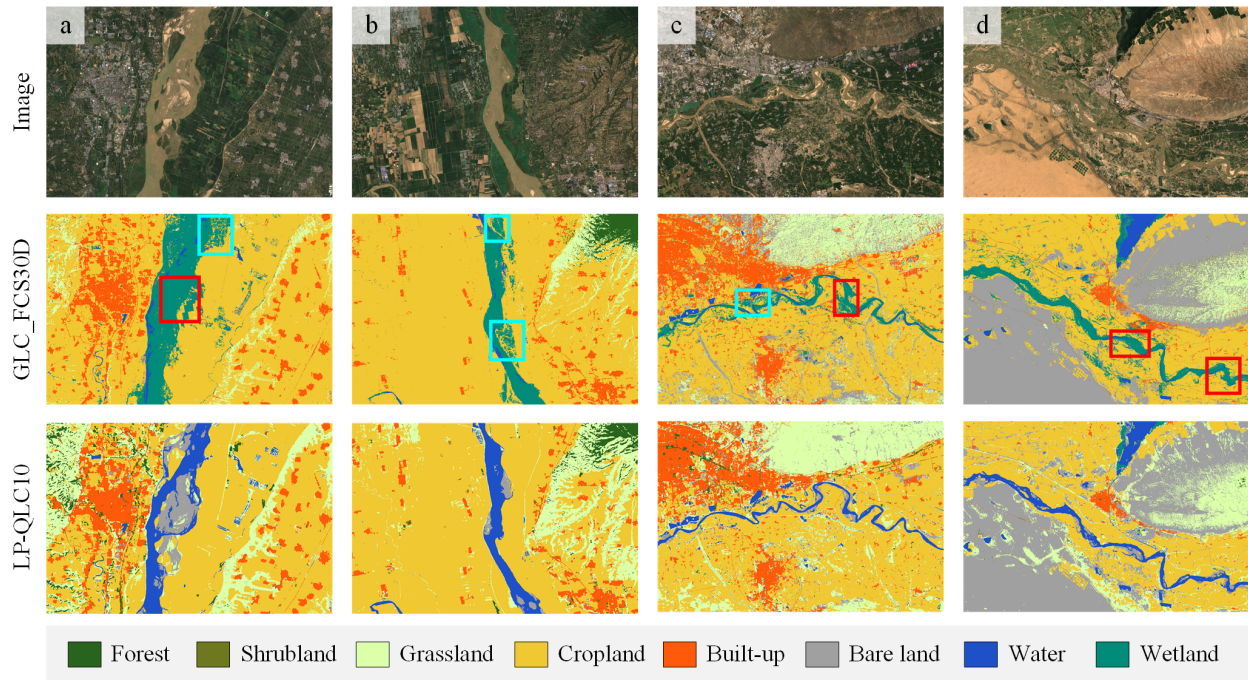 a b c d
Image
GLC_FCS30D
LP-QLC10
Forest Shrubland Grassland Cropland Built-up Bare land Water Wetland